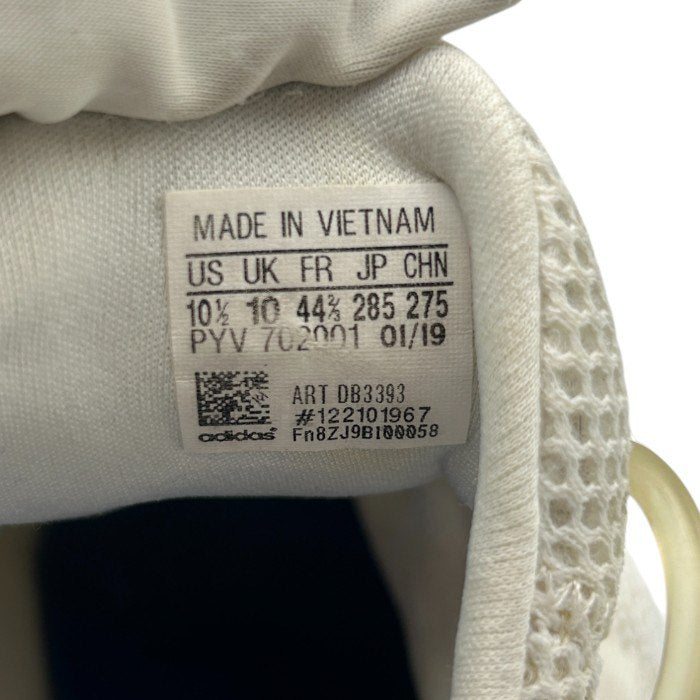 MADE IN VIETNAM
US UK FR JP CHN
10½ 10 44⅔ 285 275
PYV 702001 01/19
ART DB3393
#122101967
adidas Fn8ZJ9BI00058